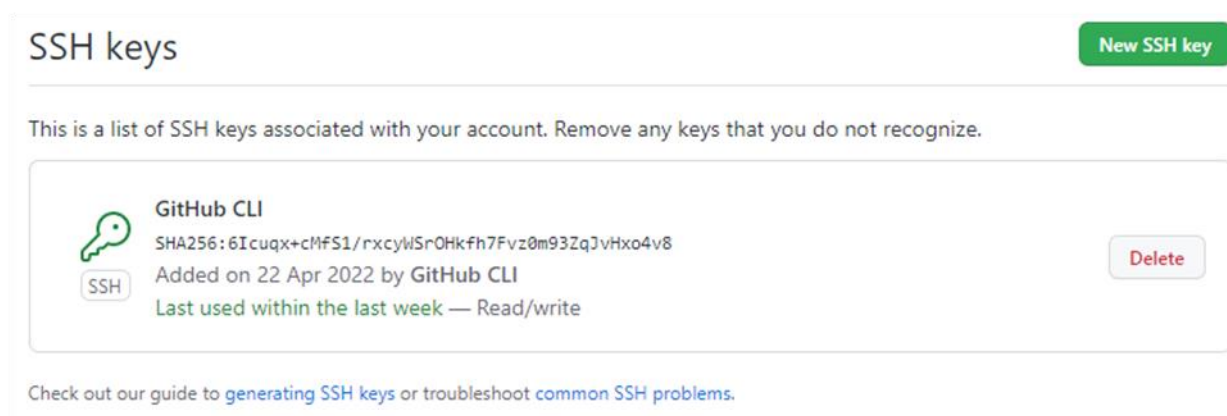 SSH keys
New SSH key
This is a list of SSH keys associated with your account. Remove any keys that you do not recognize.
GitHub CLI
SHA256:6Icuqx+cMfS1/rxcyWSrOHkfh7Fvz0m93ZqJvHxo4v8
Added on 22 Apr 2022 by GitHub CLI
SSH
Last used within the last week — Read/write
Delete
Check out our guide to generating SSH keys or troubleshoot common SSH problems.